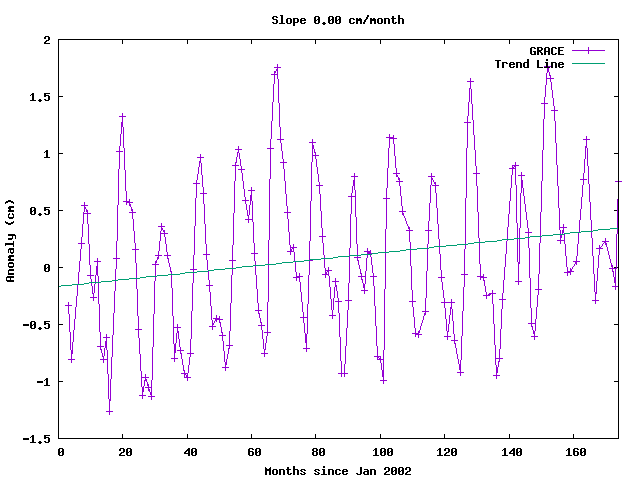 Slope 0.00 cm/month
2
1.5
1
0.5
0
-0.5
-1
-1.5
Anomaly (cm)
GRACE
Trend Line
0 20 40 60 80 100 120 140 160
Months since Jan 2002